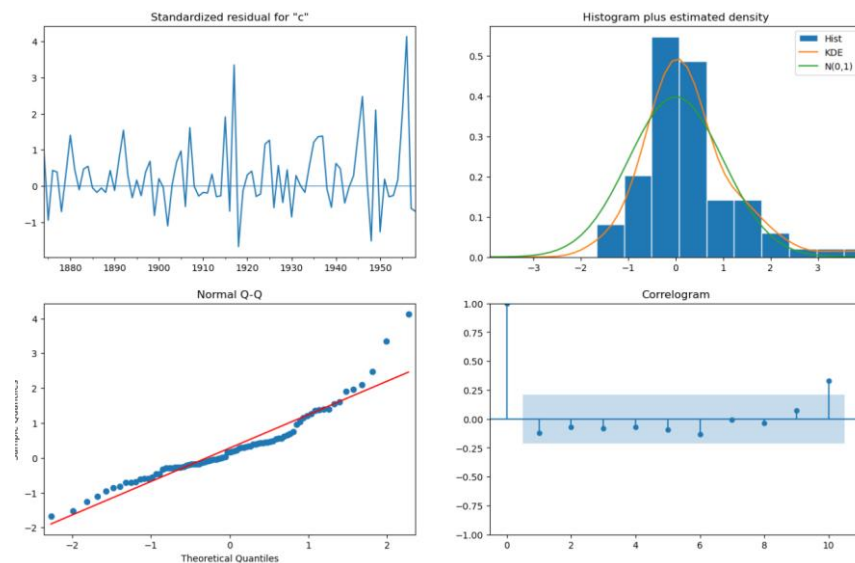 Standardized residual for "c"
4
3
2
1
0
−1
1880 1890 1900 1910 1920 1930 1940 1950
Histogram plus estimated density
Hist
KDE
N(0,1)
0.5
0.4
0.3
0.2
0.1
0.0
−3 −2 −1 0 1 2 3
Normal Q-Q
4
3
2
1
0
−1
−2
−2 −1 0 1 2
Theoretical Quantiles
Correlogram
1.00
0.75
0.50
0.25
0.00
−0.25
−0.50
−0.75
−1.00
0 2 4 6 8 10